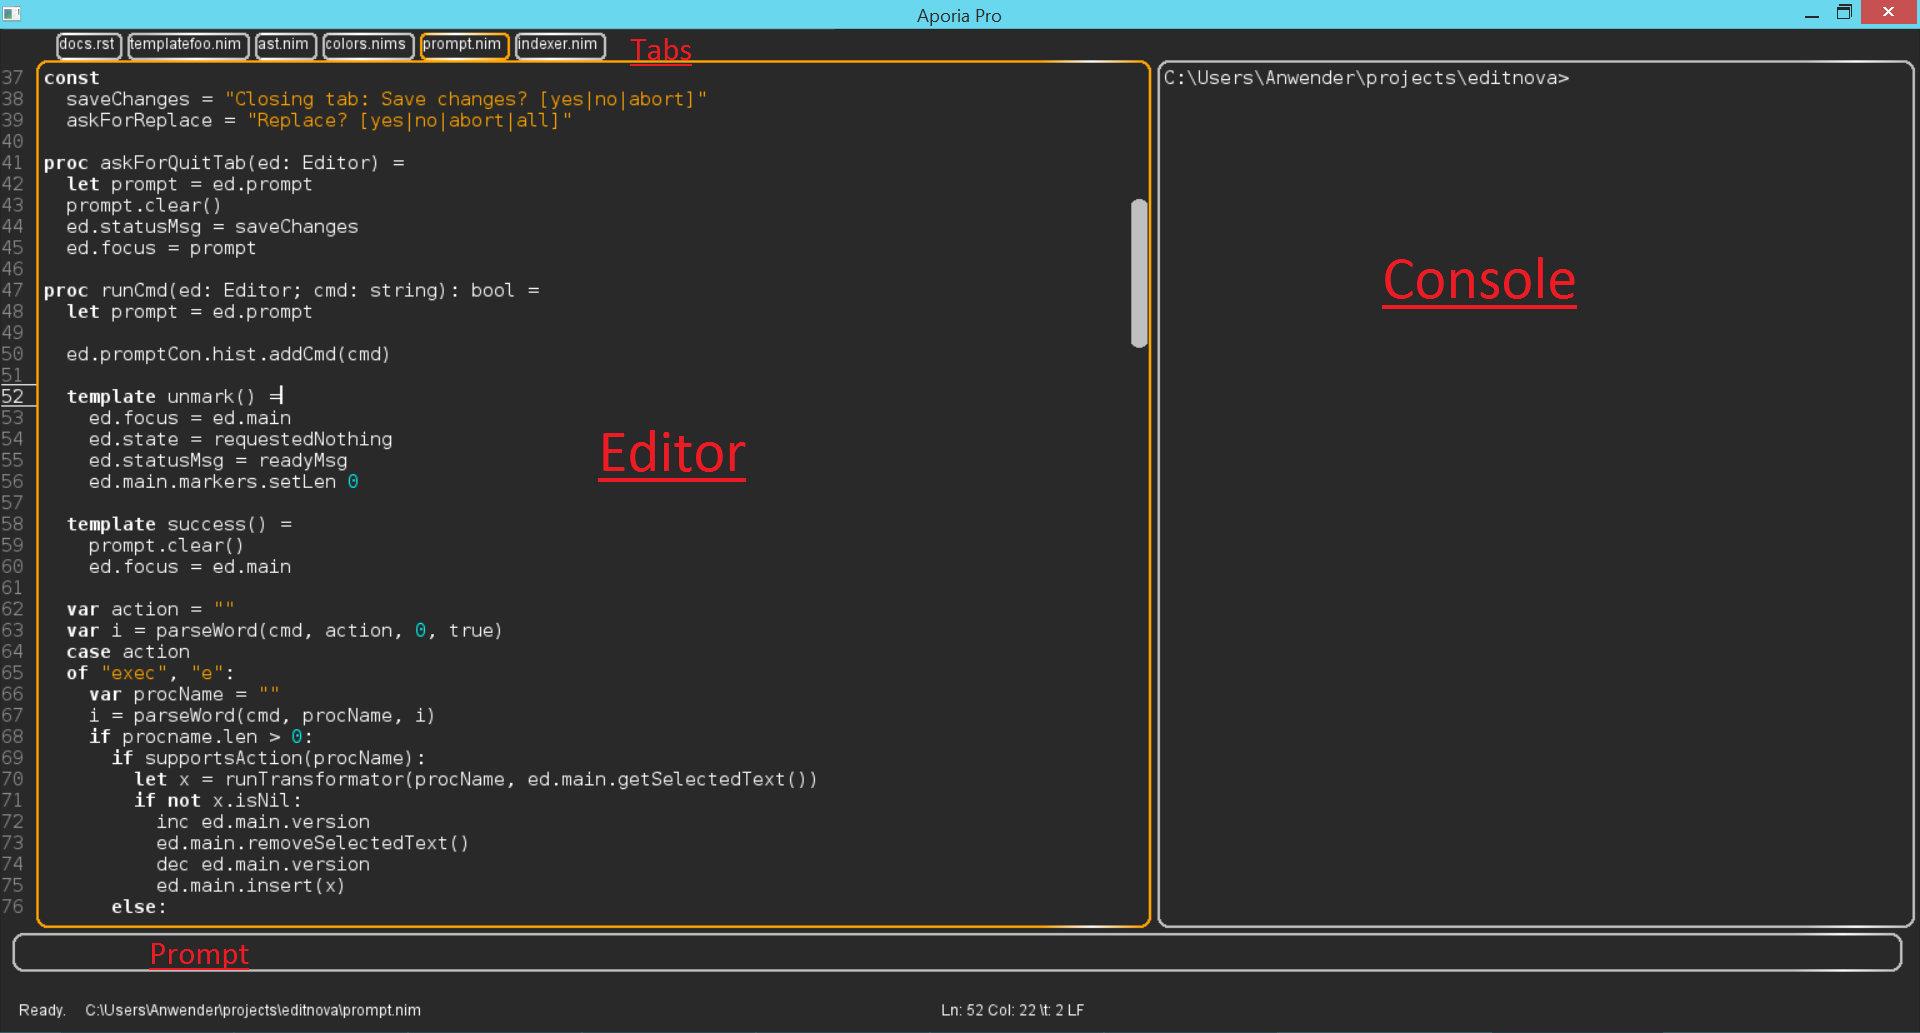 Aporia Pro
docs.rst templatefoo.nim ast.nim colors.nims prompt.nim indexer.nim Tabs
37 const
38   saveChanges = "Closing tab: Save changes? [yes|no|abort]"
39   askForReplace = "Replace? [yes|no|abort|all]"
40
41 proc askForQuitTab(ed: Editor) =
42   let prompt = ed.prompt
43   prompt.clear()
44   ed.statusMsg = saveChanges
45   ed.focus = prompt
46
47 proc runCmd(ed: Editor; cmd: string): bool =
48   let prompt = ed.prompt
49
50   ed.promptCon.hist.addCmd(cmd)
51
52   template unmark() =
53     ed.focus = ed.main
54     ed.state = requestedNothing
55     ed.statusMsg = readyMsg
56     ed.main.markers.setLen 0
57
58   template success() =
59     prompt.clear()
60     ed.focus = ed.main
61
62   var action = ""
63   var i = parseWord(cmd, action, 0, true)
64   case action
65   of "exec", "e":
66     var procName = ""
67     i = parseWord(cmd, procName, i)
68     if procname.len > 0:
69       if supportsAction(procName):
70         let x = runTransformator(procName, ed.main.getSelectedText())
71         if not x.isNil:
72           inc ed.main.version
73           ed.main.removeSelectedText()
74           dec ed.main.version
75           ed.main.insert(x)
76       else:
Editor
C:\Users\Anwender\projects\editnova>
Console
Prompt
Ready. C:\Users\Anwender\projects\editnova\prompt.nim Ln: 52 Col: 22 \t: 2 LF